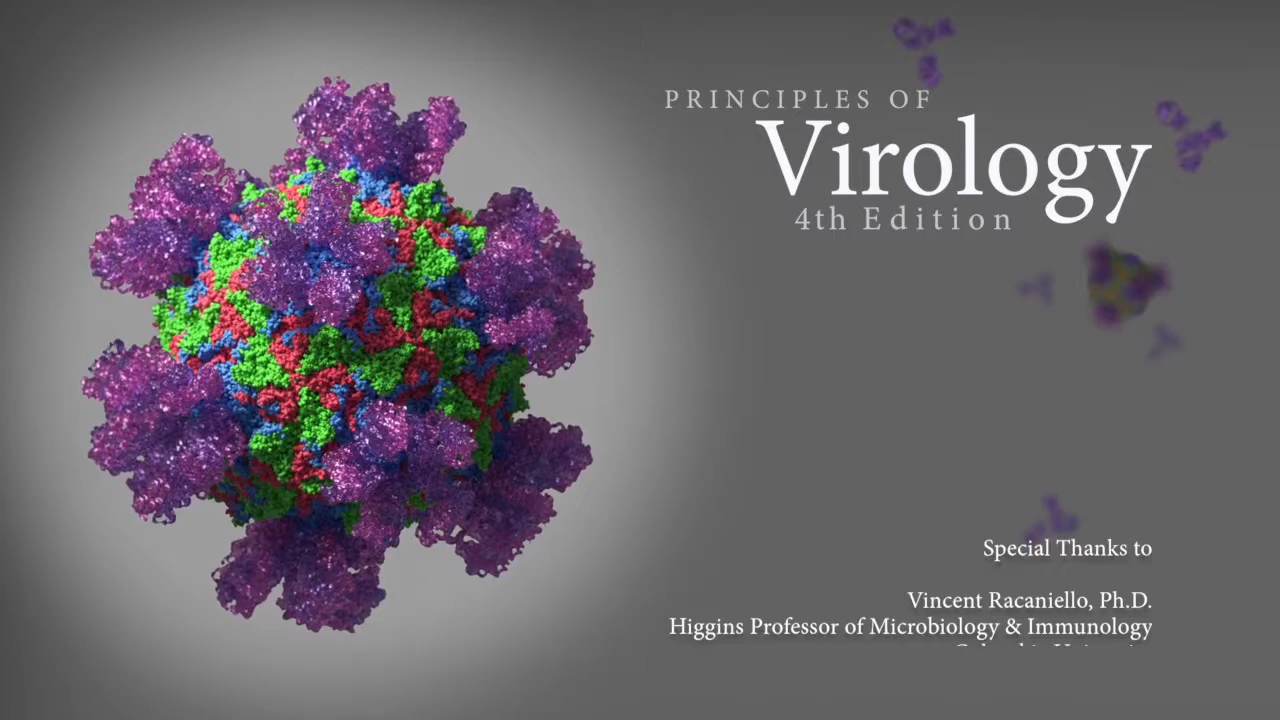 PRINCIPLES OF
Virology
4th Edition
Special Thanks to
Vincent Racaniello, Ph.D.
Higgins Professor of Microbiology & Immunology